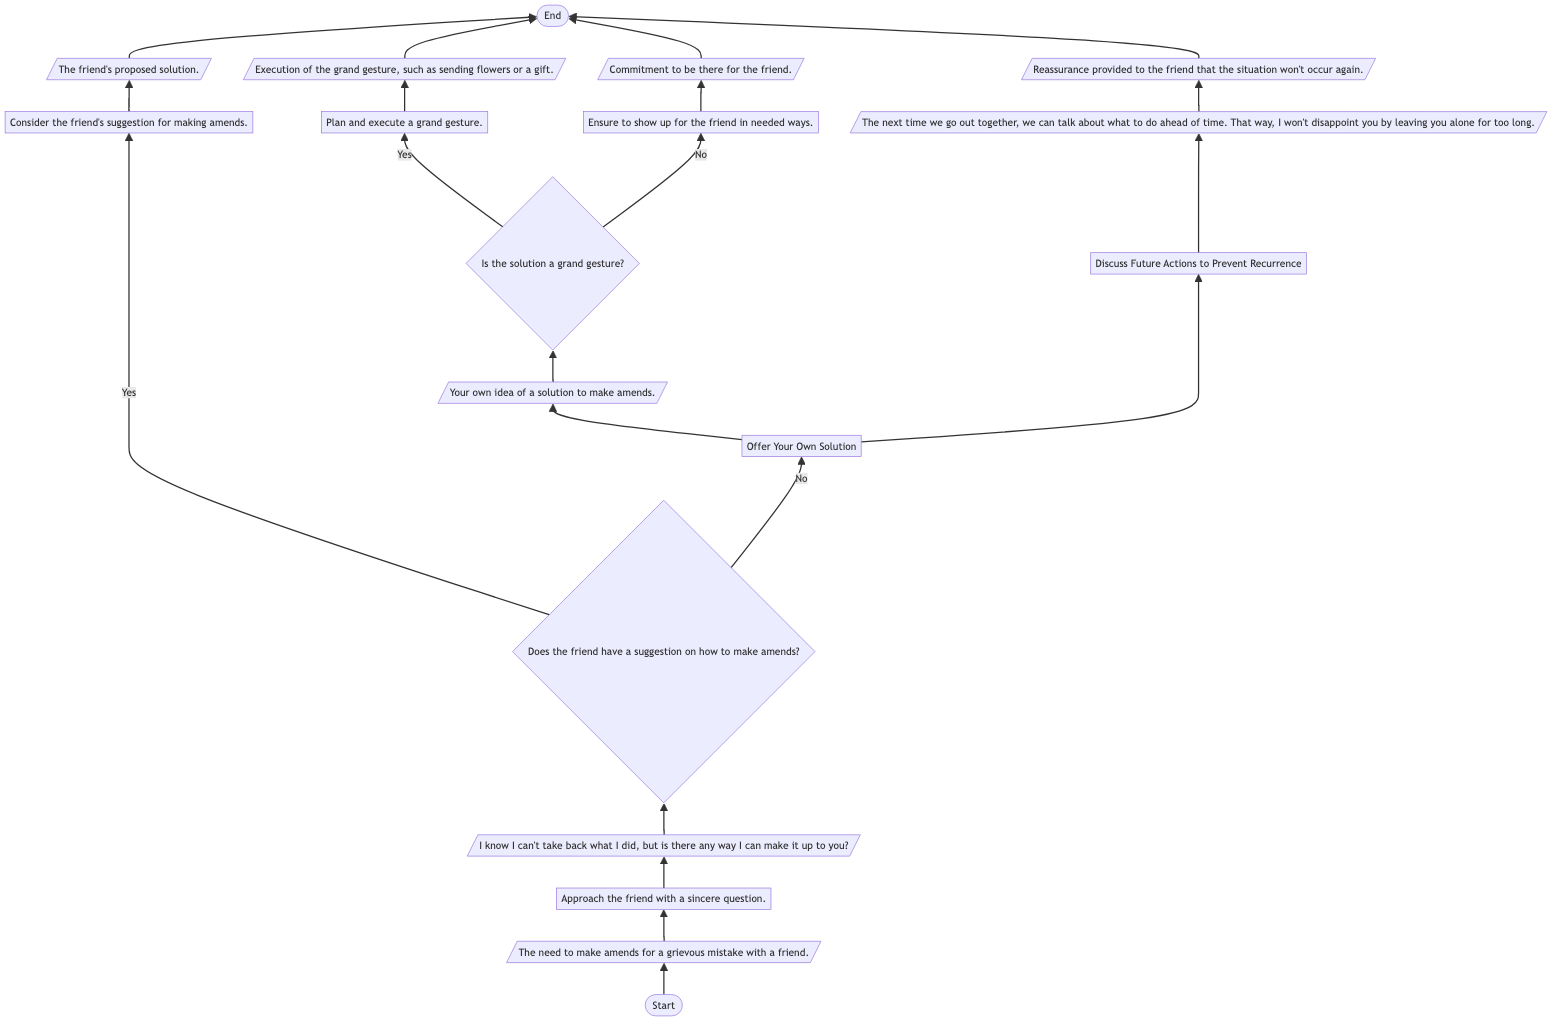 End
The friend's proposed solution.
Execution of the grand gesture, such as sending flowers or a gift.
Commitment to be there for the friend.
Reassurance provided to the friend that the situation won't occur again.
Consider the friend's suggestion for making amends.
Plan and execute a grand gesture.
Ensure to show up for the friend in needed ways.
The next time we go out together, we can talk about what to do ahead of time. That way, I won't disappoint you by leaving you alone for too long.
Yes
No
Is the solution a grand gesture?
Discuss Future Actions to Prevent Recurrence
Yes
Your own idea of a solution to make amends.
Offer Your Own Solution
No
Does the friend have a suggestion on how to make amends?
I know I can't take back what I did, but is there any way I can make it up to you?
Approach the friend with a sincere question.
The need to make amends for a grievous mistake with a friend.
Start